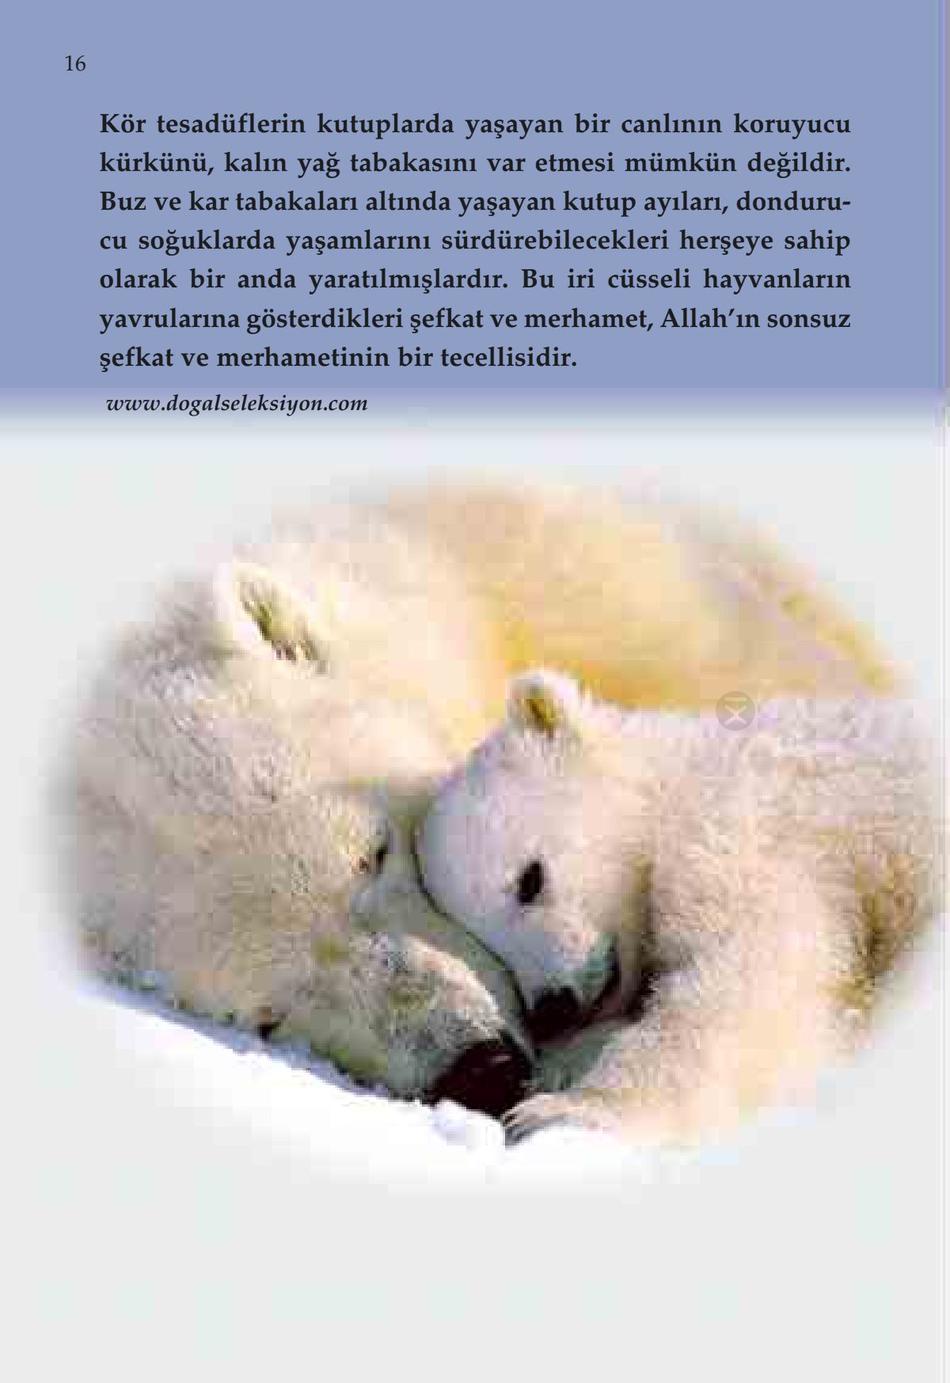 16
Kör tesadüflerin kutuplarda yaşayan bir canlının koruyucu
kürkünü, kalın yağ tabakasını var etmesi mümkün değildir.
Buz ve kar tabakaları altında yaşayan kutup ayıları, donduru-
cu soğuklarda yaşamlarını sürdürebilecekleri herşeye sahip
olarak bir anda yaratılmışlardır. Bu iri cüsseli hayvanların
yavrularına gösterdikleri şefkat ve merhamet, Allah’ın sonsuz
şefkat ve merhametinin bir tecellisidir.
www.dogalseleksiyon.com